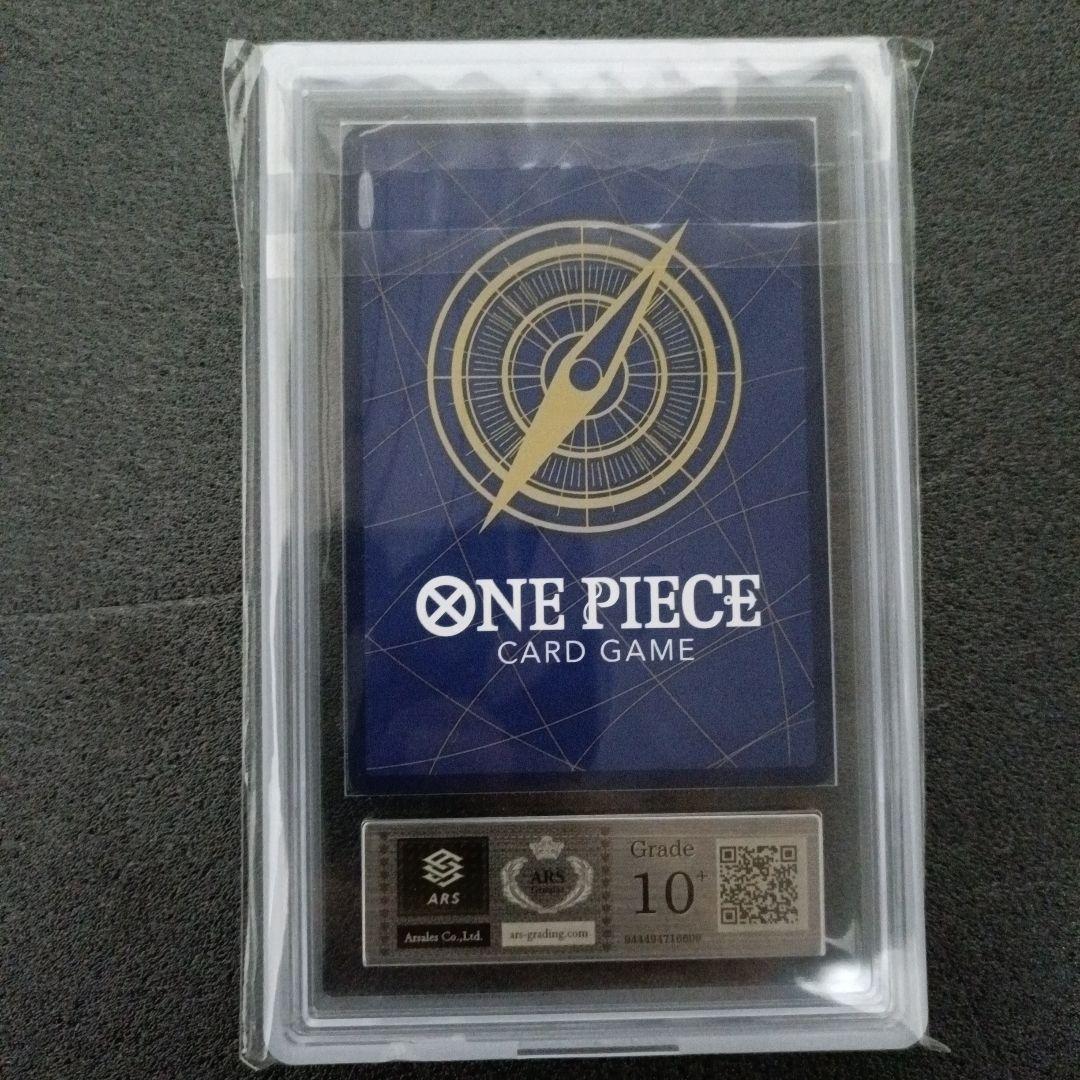 ONE PIECE
CARD GAME
ARS
Arsales Co.,Ltd.
ARS
ars-grading.com
Grade
10+